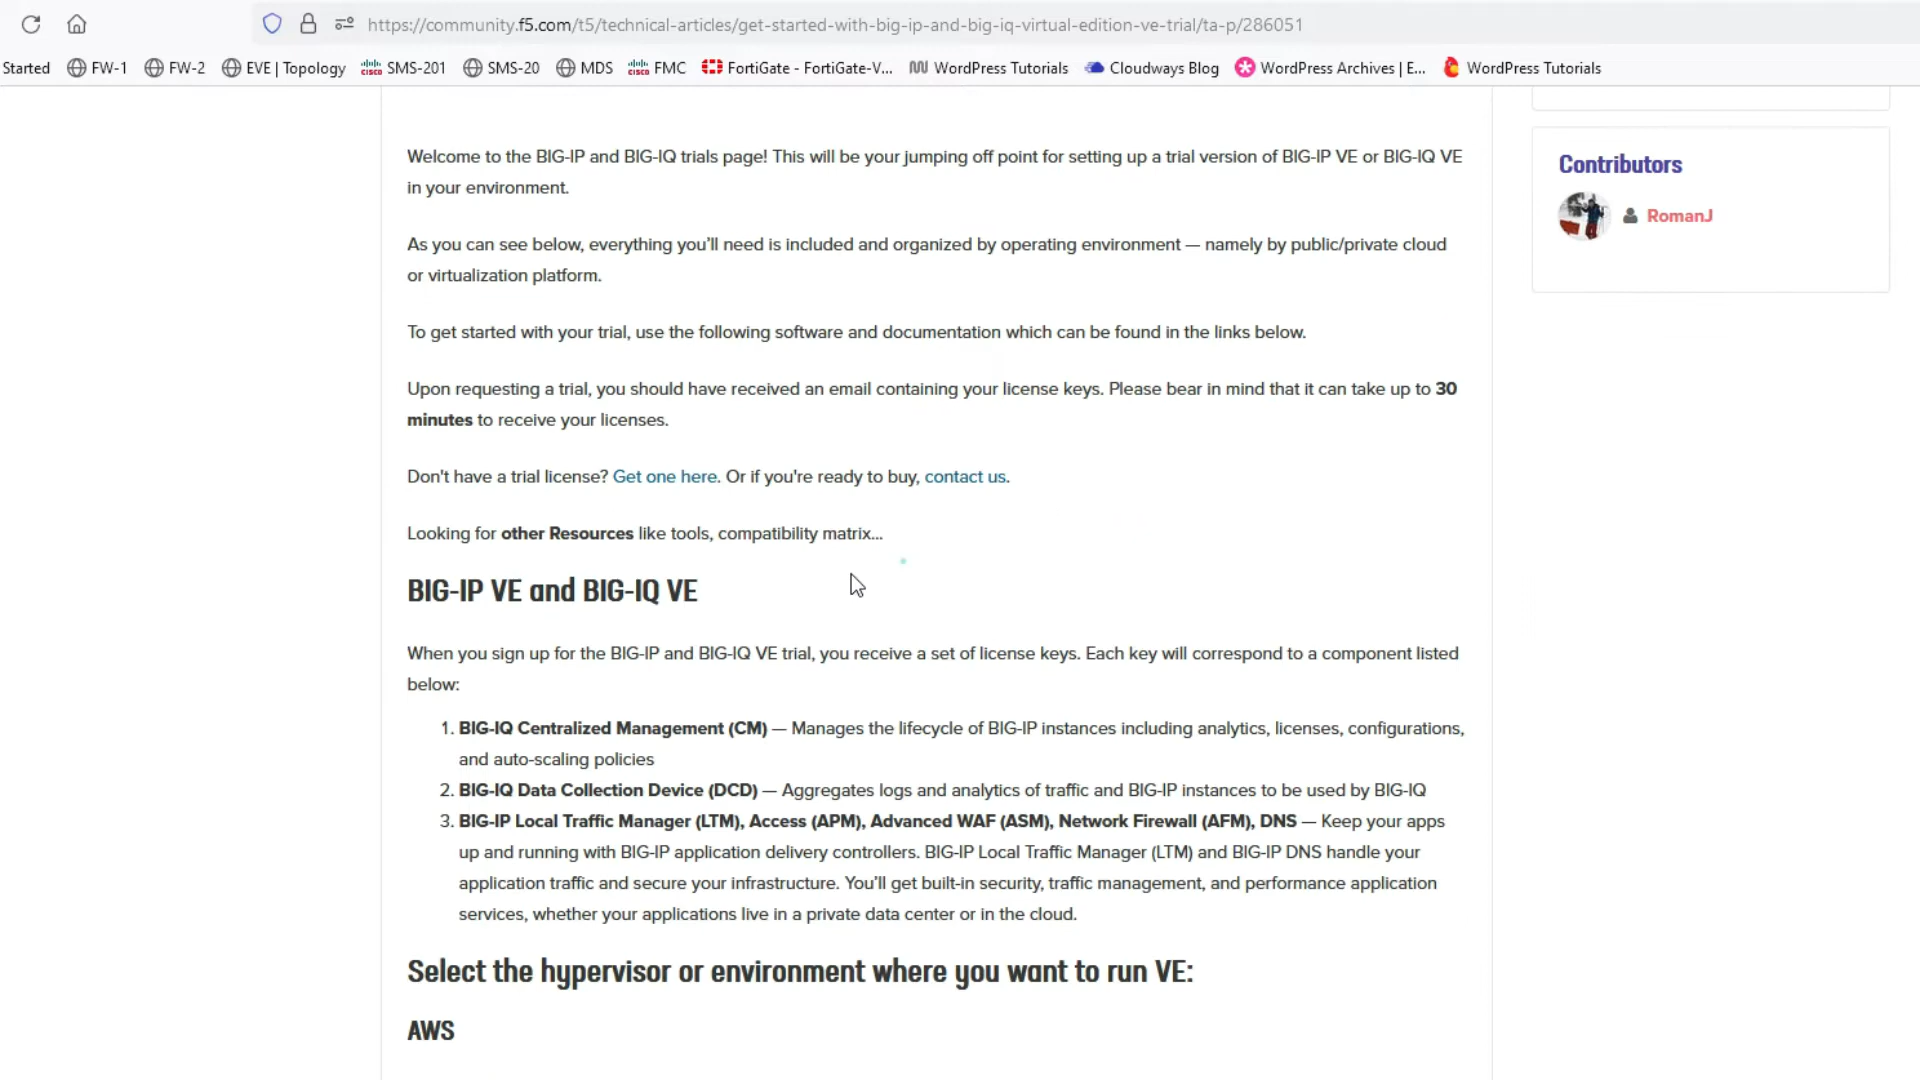 https://community.f5.com/t5/technical-articles/get-started-with-big-ip-and-big-iq-virtual-edition-ve-trial/ta-p/286051
Started FW-1 FW-2 EVE | Topology SMS-201 SMS-20 MDS FMC FortiGate - FortiGate-V... WordPress Tutorials Cloudways Blog WordPress Archives | E... WordPress Tutorials
Welcome to the BIG-IP and BIG-IQ trials page! This will be your jumping off point for setting up a trial version of BIG-IP VE or BIG-IQ VE
in your environment.
As you can see below, everything you'll need is included and organized by operating environment — namely by public/private cloud
or virtualization platform.
To get started with your trial, use the following software and documentation which can be found in the links below.
Upon requesting a trial, you should have received an email containing your license keys. Please bear in mind that it can take up to 30
minutes to receive your licenses.
Don't have a trial license? Get one here. Or if you're ready to buy, contact us.
Looking for other Resources like tools, compatibility matrix...
BIG-IP VE and BIG-IQ VE
When you sign up for the BIG-IP and BIG-IQ VE trial, you receive a set of license keys. Each key will correspond to a component listed
below:
1. BIG-IQ Centralized Management (CM) — Manages the lifecycle of BIG-IP instances including analytics, licenses, configurations,
and auto-scaling policies
2. BIG-IQ Data Collection Device (DCD) — Aggregates logs and analytics of traffic and BIG-IP instances to be used by BIG-IQ
3. BIG-IP Local Traffic Manager (LTM), Access (APM), Advanced WAF (ASM), Network Firewall (AFM), DNS — Keep your apps
up and running with BIG-IP application delivery controllers. BIG-IP Local Traffic Manager (LTM) and BIG-IP DNS handle your
application traffic and secure your infrastructure. You'll get built-in security, traffic management, and performance application
services, whether your applications live in a private data center or in the cloud.
Select the hypervisor or environment where you want to run VE:
AWS
Contributors
RomanJ